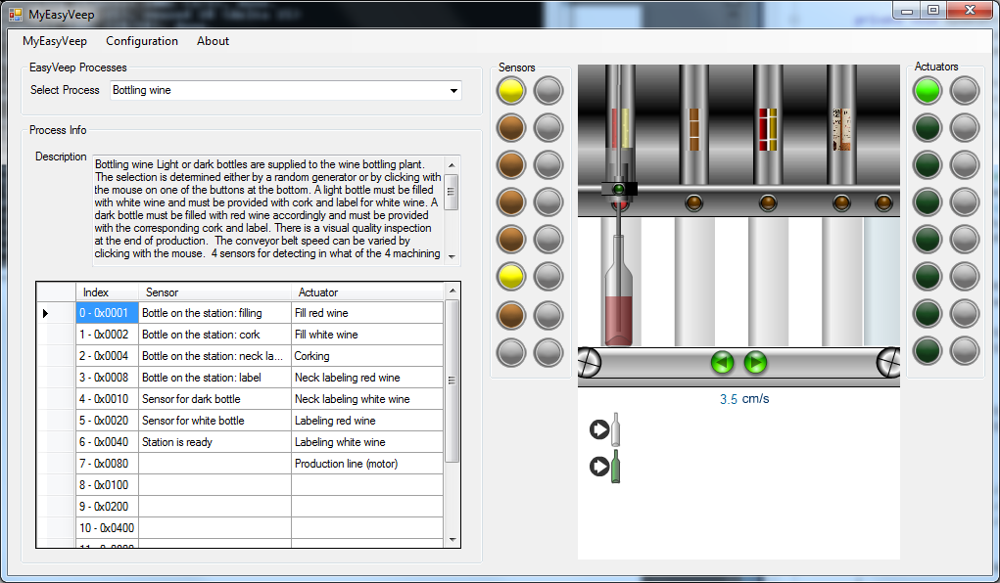 MyEasyVeep
MyEasyVeep Configuration About
EasyVeep Processes
Select Process Bottling wine
Process Info
Description
Bottling wine Light or dark bottles are supplied to the wine bottling plant.
The selection is determined either by a random generator or by clicking with
the mouse on one of the buttons at the bottom. A light bottle must be filled
with white wine and must be provided with cork and label for white wine. A
dark bottle must be filled with red wine accordingly and must be provided
with the corresponding cork and label. There is a visual quality inspection
at the end of production. The conveyor belt speed can be varied by
clicking with the mouse. 4 sensors for detecting in what of the 4 machining
Index Sensor Actuator
0 - 0x0001 Bottle on the station: filling Fill red wine
1 - 0x0002 Bottle on the station: cork Fill white wine
2 - 0x0004 Bottle on the station: neck la... Corking
3 - 0x0008 Bottle on the station: label Neck labeling red wine
4 - 0x0010 Sensor for dark bottle Neck labeling white wine
5 - 0x0020 Sensor for white bottle Labeling red wine
6 - 0x0040 Station is ready Labeling white wine
7 - 0x0080 Production line (motor)
8 - 0x0100
9 - 0x0200
10 - 0x0400
Sensors
3.5 cm/s
Actuators